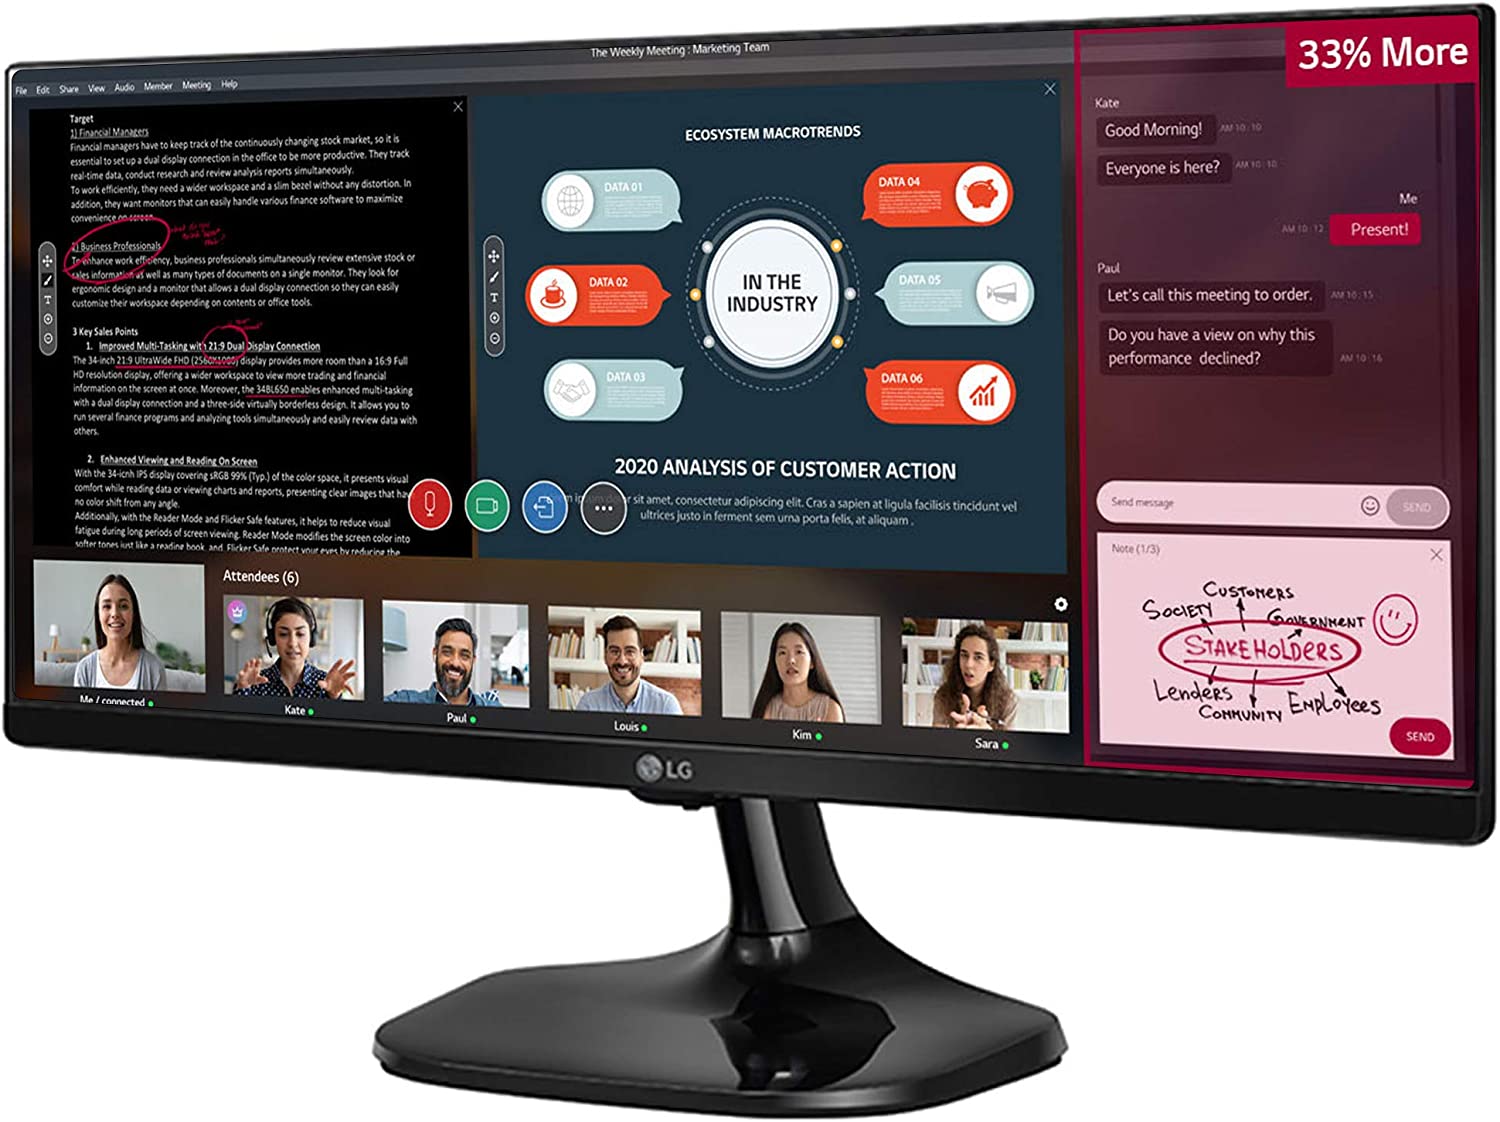 The Weekly Meeting : Marketing Team
33% More
File Edit Share View Audio Member Meeting Help
Target
1) Financial Managers
Financial managers have to keep track of the continuously changing stock market, so it is
essential to set up a dual display connection in the office to be more productive. They track
real-time data, conduct research and review analysis reports simultaneously.
To work efficiently, they need a wider workspace and a slim bezel without any distortion. In
addition, they want monitors that can easily handle various finance software to maximize
convenience on screen.
2) Business Professionals
To enhance work efficiency, business professionals simultaneously review extensive stock or
sales information as well as many types of documents on a single monitor. They look for
ergonomic design and a monitor that allows a dual display connection so they can easily
customize their workspace depending on contents or office tools.
3 Key Sales Points
1. Improved Multi-Tasking with 21:9 Dual Display Connection
The 34-inch 21:9 UltraWide FHD (2560X1080) display provides more room than a 16:9 Full
HD resolution display, offering a wider workspace to view more trading and financial
information on the screen at once. Moreover, the 34BL650 enables enhanced multi-tasking
with a dual display connection and a three-side virtually borderless design. It allows you to
run several finance programs and analyzing tools simultaneously and easily review data with
others.
2. Enhanced Viewing and Reading On Screen
With the 34-icnh IPS display covering sRGB 99% (Typ.) of the color space, it presents visual
comfort while reading data or viewing charts and reports, presenting clear images that have
no color shift from any angle.
Additionally, with the Reader Mode and Flicker Safe features, it helps to reduce visual
fatigue during long periods of screen viewing. Reader Mode modifies the screen color into
softer tones just like a reading book, and Flicker Safe protect your eyes by reducing the
ECOSYSTEM MACROTRENDS
DATA 01
DATA 02
DATA 03
IN THE
INDUSTRY
DATA 04
DATA 05
DATA 06
2020 ANALYSIS OF CUSTOMER ACTION
sit amet, consectetur adipiscing elit. Cras a sapien at ligula facilisis tincidunt vel
ultrices justo in ferment sem urna porta felis, at aliquam .
Attendees (6)
Me / connected
Kate
Paul
Louis
Kim
Sara
Kate
Good Morning! AM 10 : 10
Everyone is here? AM 10 : 10
Me
AM 10 : 12 Present!
Paul
Let's call this meeting to order. AM 10 : 15
Do you have a view on why this
performance declined? AM 10 : 16
Send message SEND
Note (1/3)
CUSTOMERS
SOCIETY
GOVERNMENT
STAKEHOLDERS
Lenders
COMMUNITY
EMPloyees
SEND
LG